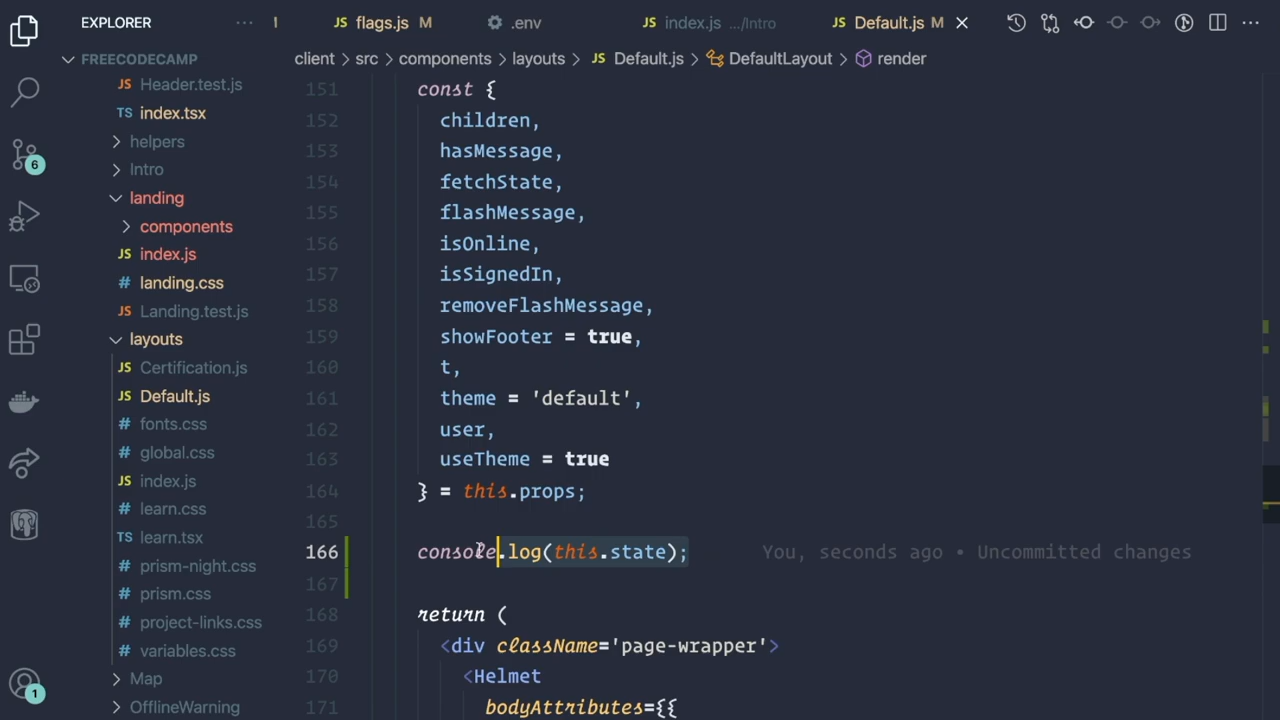 EXPLORER ··· flags.js M .env index.js .../Intro Default.js M
FREECODECAMP
client > src > components > layouts > JS Default.js > DefaultLayout > render
Header.test.js
TS index.tsx
helpers
Intro
landing
components
JS index.js
# landing.css
JS Landing.test.js
layouts
JS Certification.js
JS Default.js
# fonts.css
# global.css
JS index.js
# learn.css
TS learn.tsx
# prism-night.css
# prism.css
# project-links.css
# variables.css
Map
OfflineWarning
6
1
151 const {
152 children,
153 hasMessage,
154 fetchState,
155 flashMessage,
156 isOnline,
157 isSignedIn,
158 removeFlashMessage,
159 showFooter = true,
160 t,
161 theme = 'default',
162 user,
163 useTheme = true
164 } = this.props;
165
166 console.log(this.state); You, seconds ago • Uncommitted changes
167
168 return (
169 <div className='page-wrapper'>
170 <Helmet
171 bodyAttributes={{